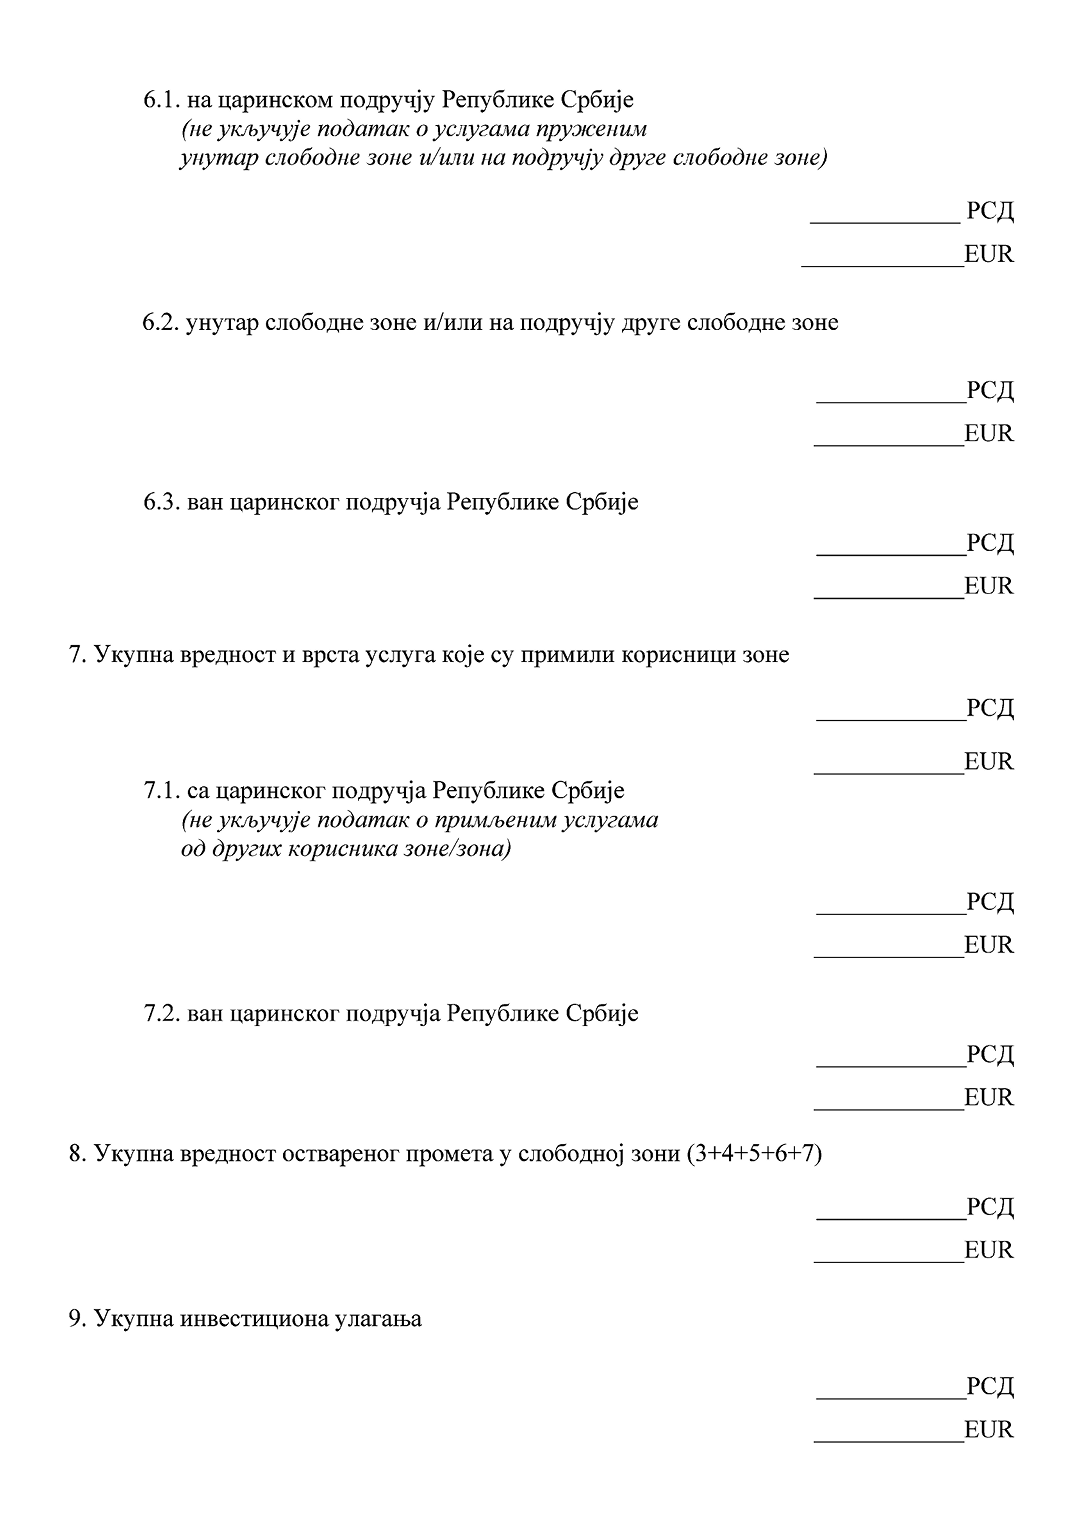 6.1. на царинском подручју Републике Србије
(не укључује податак о услугама пруженим
унутар слободне зоне и/или на подручју друге слободне зоне)
____________ РСД
_____________EUR
6.2. унутар слободне зоне и/или на подручју друге слободне зоне
____________РСД
____________EUR
6.3. ван царинског подручја Републике Србије
____________РСД
____________EUR
7. Укупна вредност и врста услуга које су примили корисници зоне
____________РСД
____________EUR
7.1. са царинског подручја Републике Србије
(не укључује податак о примљеним услугама
од других корисника зоне/зона)
____________РСД
____________EUR
7.2. ван царинског подручја Републике Србије
____________РСД
____________EUR
8. Укупна вредност оствареног промета у слободној зони (3+4+5+6+7)
____________РСД
____________EUR
9. Укупна инвестициона улагања
____________РСД
____________EUR